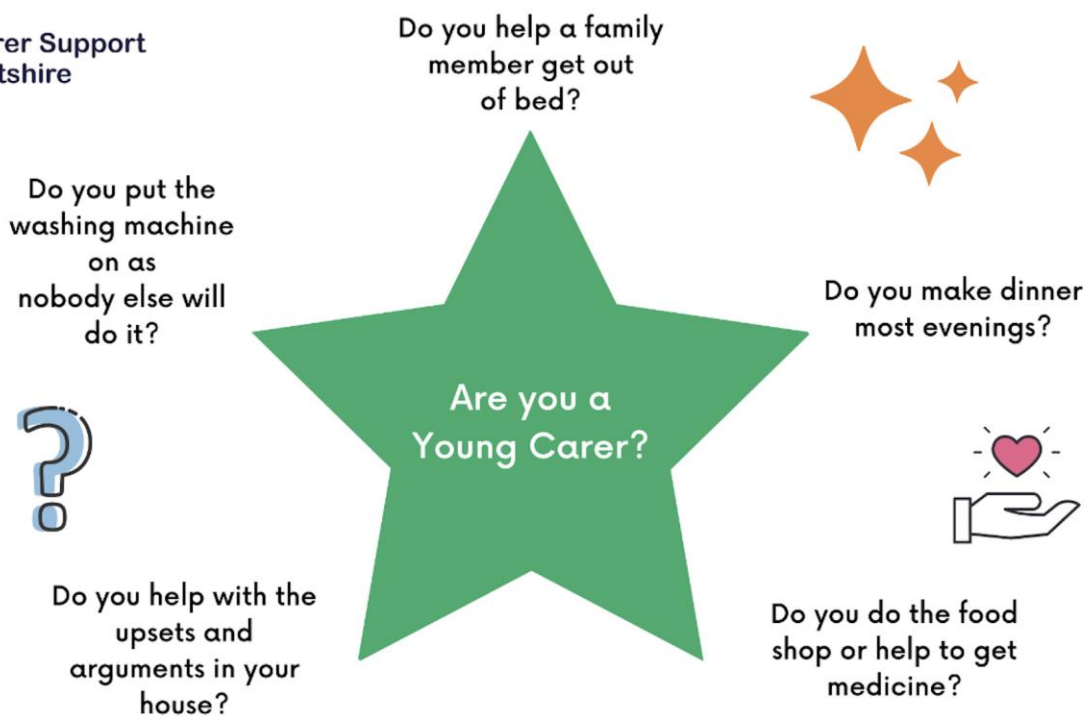 Support
Do you help a family
member get out
of bed?
Do you put the
washing machine
on as
nobody else will
do it?
Do you make dinner
most evenings?
Are you a
Young Carer?
Do you help with the
upsets and
arguments in your
house?
Do you do the food
shop or help to get
medicine?